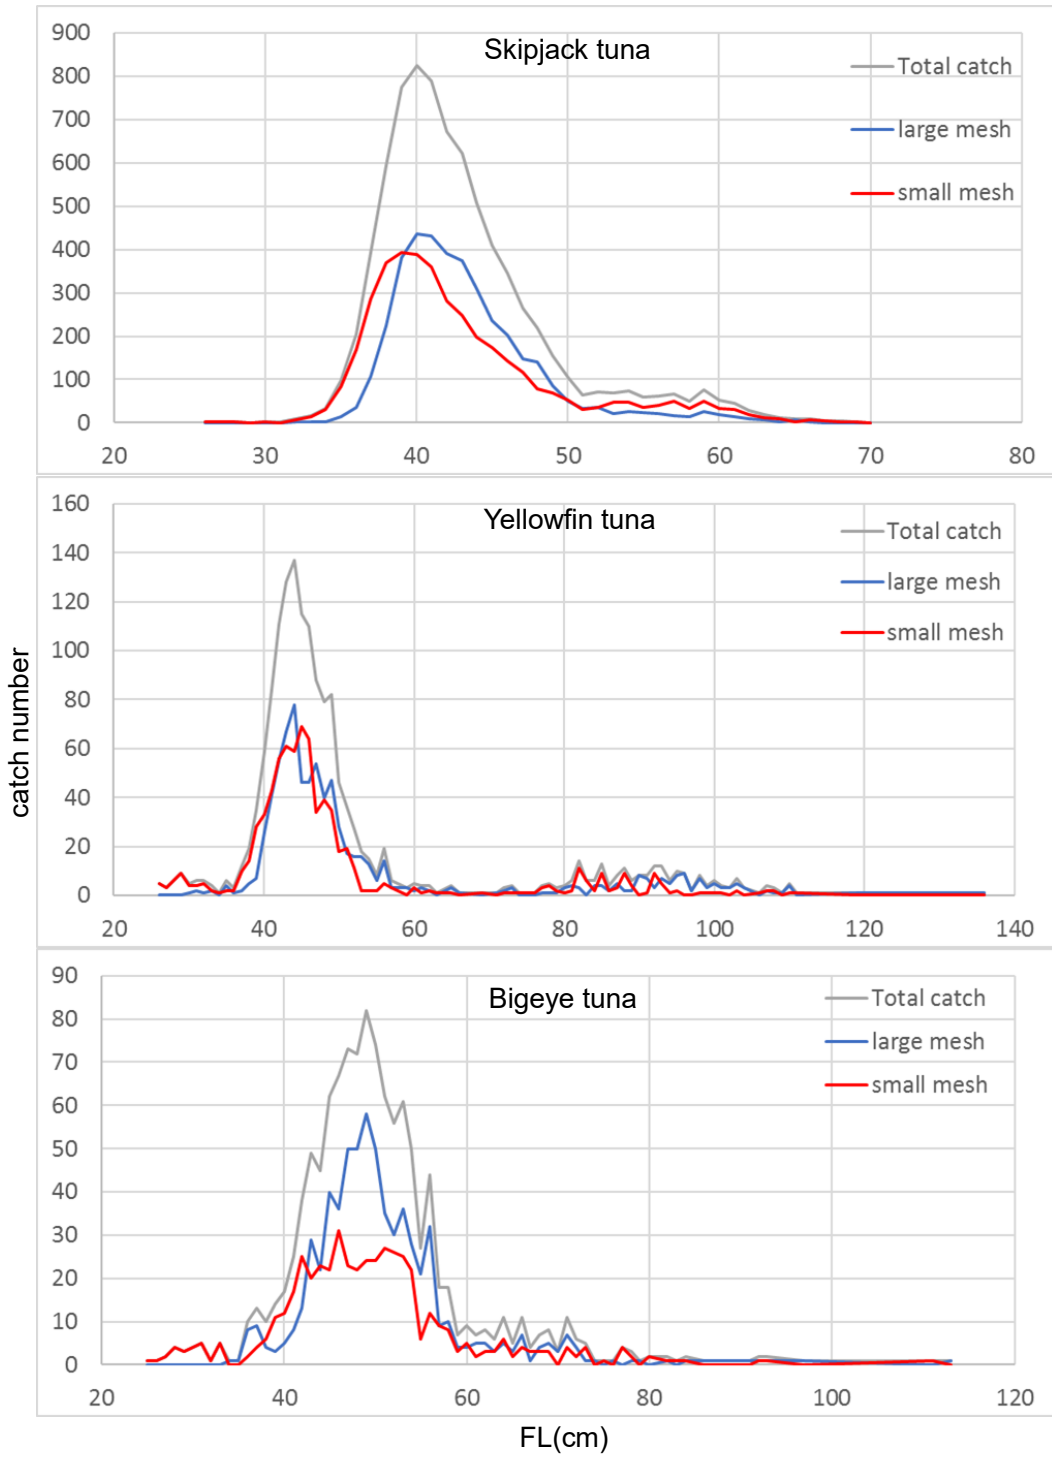 Skipjack tuna
Total catch
large mesh
small mesh
900
800
700
600
500
400
300
200
100
0
20 30 40 50 60 70 80
Yellowfin tuna
Total catch
large mesh
small mesh
160
140
120
100
80
60
40
20
0
20 40 60 80 100 120 140
catch number
Bigeye tuna
Total catch
large mesh
small mesh
90
80
70
60
50
40
30
20
10
0
20 40 60 80 100 120
FL(cm)